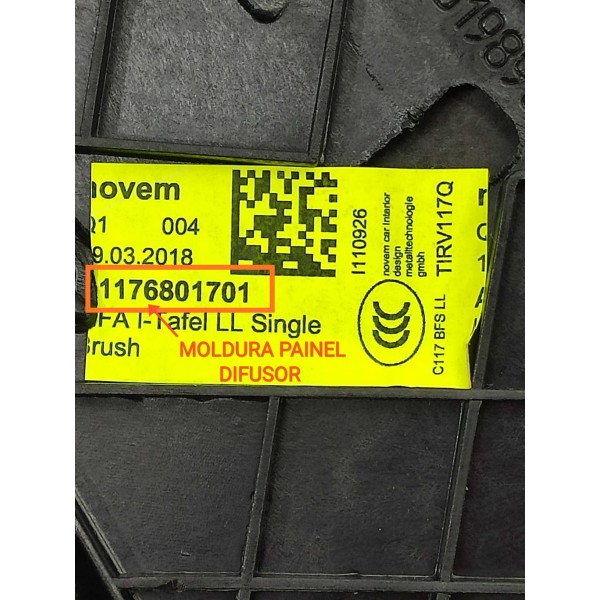 novem
Q1 004
9.03.2018
1176801701
FA I-Tafel LL Single
Brush
MOLDURA PAINEL
DIFUSOR
I110926
novem car interior
design
metalltechnologie
gmbh
TIRV117Q
CCC
C117 BFS LL